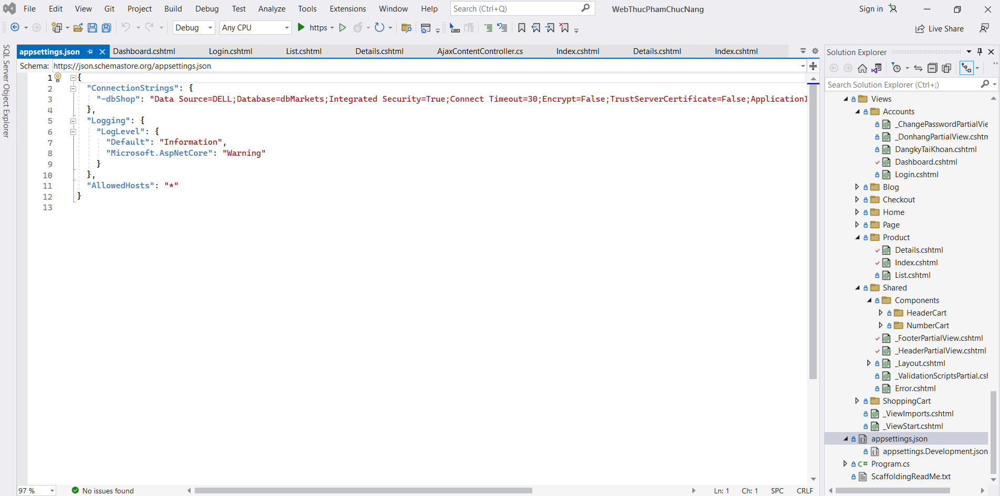 File Edit View Git Project Build Debug Test Analyze Tools Extensions Window Help Search (Ctrl+Q) WebThucPhamChucNang Sign in
Debug Any CPU https Live Share
SQL Server Object Explorer
appsettings.json Dashboard.cshtml Login.cshtml List.cshtml Details.cshtml AjaxContentController.cs Index.cshtml Details.cshtml Index.cshtml
Schema: https://json.schemastore.org/appsettings.json
1 {
2 "ConnectionStrings": {
3 "-dbShop": "Data Source=DELL;Database=dbMarkets;Integrated Security=True;Connect Timeout=30;Encrypt=False;TrustServerCertificate=False;ApplicationI
4 },
5 "Logging": {
6 "LogLevel": {
7 "Default": "Information",
8 "Microsoft.AspNetCore": "Warning"
9 }
10 },
11 "AllowedHosts": "*"
12 }
13
97 % No issues found Ln: 1 Ch: 1 SPC CRLF
Solution Explorer
Search Solution Explorer (Ctrl+;)
Views
Accounts
_ChangePasswordPartialVie
_DonhangPartialView.cshtm
DangkyTaiKhoan.cshtml
Dashboard.cshtml
Login.cshtml
Blog
Checkout
Home
Page
Product
Details.cshtml
Index.cshtml
List.cshtml
Shared
Components
HeaderCart
NumberCart
_FooterPartialView.cshtml
_HeaderPartialView.cshtml
_Layout.cshtml
_ValidationScriptsPartial.csh
Error.cshtml
ShoppingCart
_ViewImports.cshtml
_ViewStart.cshtml
appsettings.json
appsettings.Development.json
C# Program.cs
ScaffoldingReadMe.txt